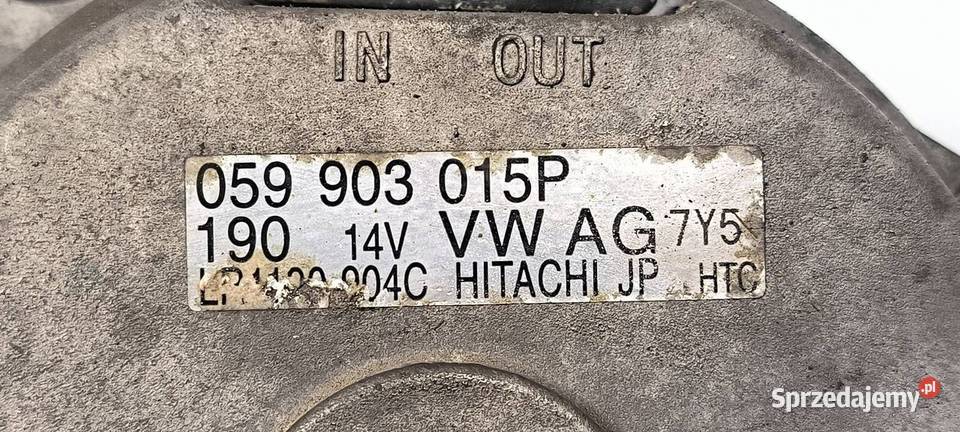 IN OUT
059 903 015P
190 14V VW AG 7Y5
904C HITACHI JP HTC
Sprzedajemy.pl